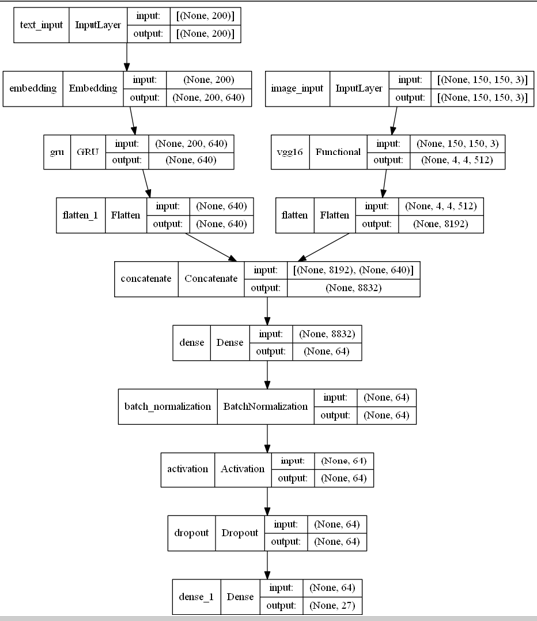 text_input InputLayer input: [(None, 200)]
output: [(None, 200)]
embedding Embedding input: (None, 200)
output: (None, 200, 640)
image_input InputLayer input: [(None, 150, 150, 3)]
output: [(None, 150, 150, 3)]
gru GRU input: (None, 200, 640)
output: (None, 640)
vgg16 Functional input: (None, 150, 150, 3)
output: (None, 4, 4, 512)
flatten_1 Flatten input: (None, 640)
output: (None, 640)
flatten Flatten input: (None, 4, 4, 512)
output: (None, 8192)
concatenate Concatenate input: [(None, 8192), (None, 640)]
output: (None, 8832)
dense Dense input: (None, 8832)
output: (None, 64)
batch_normalization BatchNormalization input: (None, 64)
output: (None, 64)
activation Activation input: (None, 64)
output: (None, 64)
dropout Dropout input: (None, 64)
output: (None, 64)
dense_1 Dense input: (None, 64)
output: (None, 27)